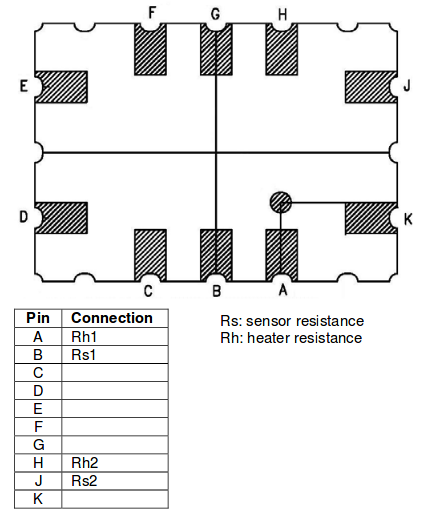 F G H
E J
D K
C B A
Pin Connection
A Rh1
B Rs1
C
D
E
F
G
H Rh2
J Rs2
K
Rs: sensor resistance
Rh: heater resistance